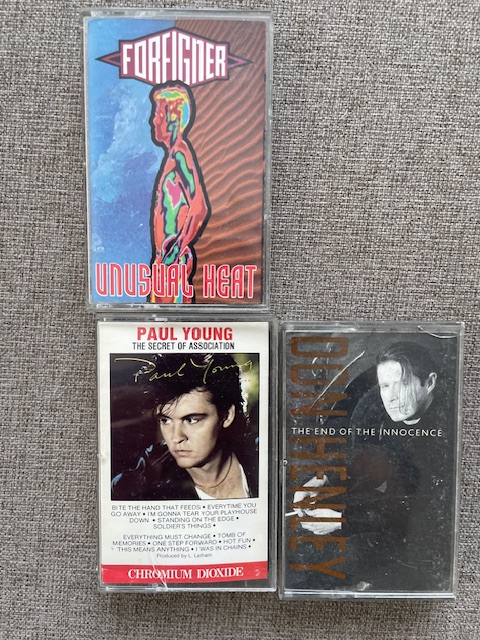 FOREIGNER
UNUSUAL HEAT
PAUL YOUNG
THE SECRET OF ASSOCIATION
Paul Young
BITE THE HAND THAT FEEDS • EVERYTIME YOU
GO AWAY • I'M GONNA TEAR YOUR PLAYHOUSE
DOWN • STANDING ON THE EDGE •
SOLDIER'S THINGS •
EVERYTHING MUST CHANGE • TOMB OF
MEMORIES • ONE STEP FORWARD • HOT FUN •
THIS MEANS ANYTHING • I WAS IN CHAINS •
Produced by L. Latham
CHROMIUM DIOXIDE
DON HENLEY
THE END OF THE INNOCENCE